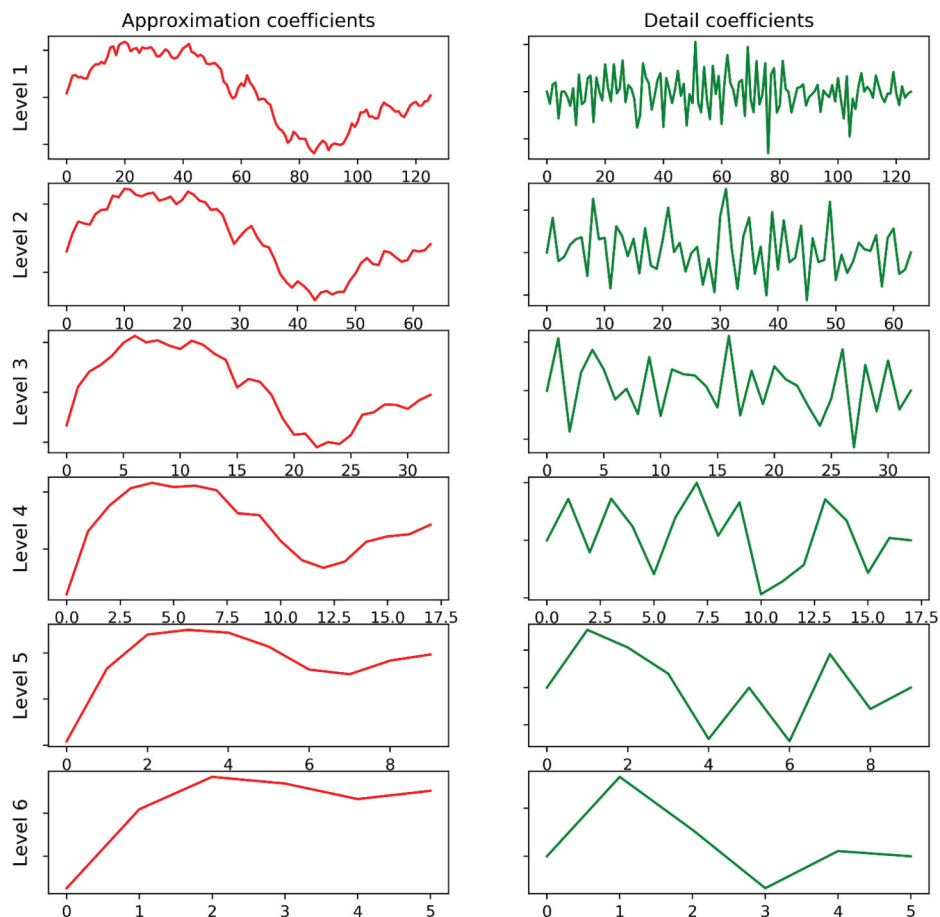 Approximation coefficients
Detail coefficients
Level 1
0 20 40 60 80 100 120
0 20 40 60 80 100 120
Level 2
0 10 20 30 40 50 60
0 10 20 30 40 50 60
Level 3
0 5 10 15 20 25 30
0 5 10 15 20 25 30
Level 4
0.0 2.5 5.0 7.5 10.0 12.5 15.0 17.5
0.0 2.5 5.0 7.5 10.0 12.5 15.0 17.5
Level 5
0 2 4 6 8
0 2 4 6 8
Level 6
0 1 2 3 4 5
0 1 2 3 4 5